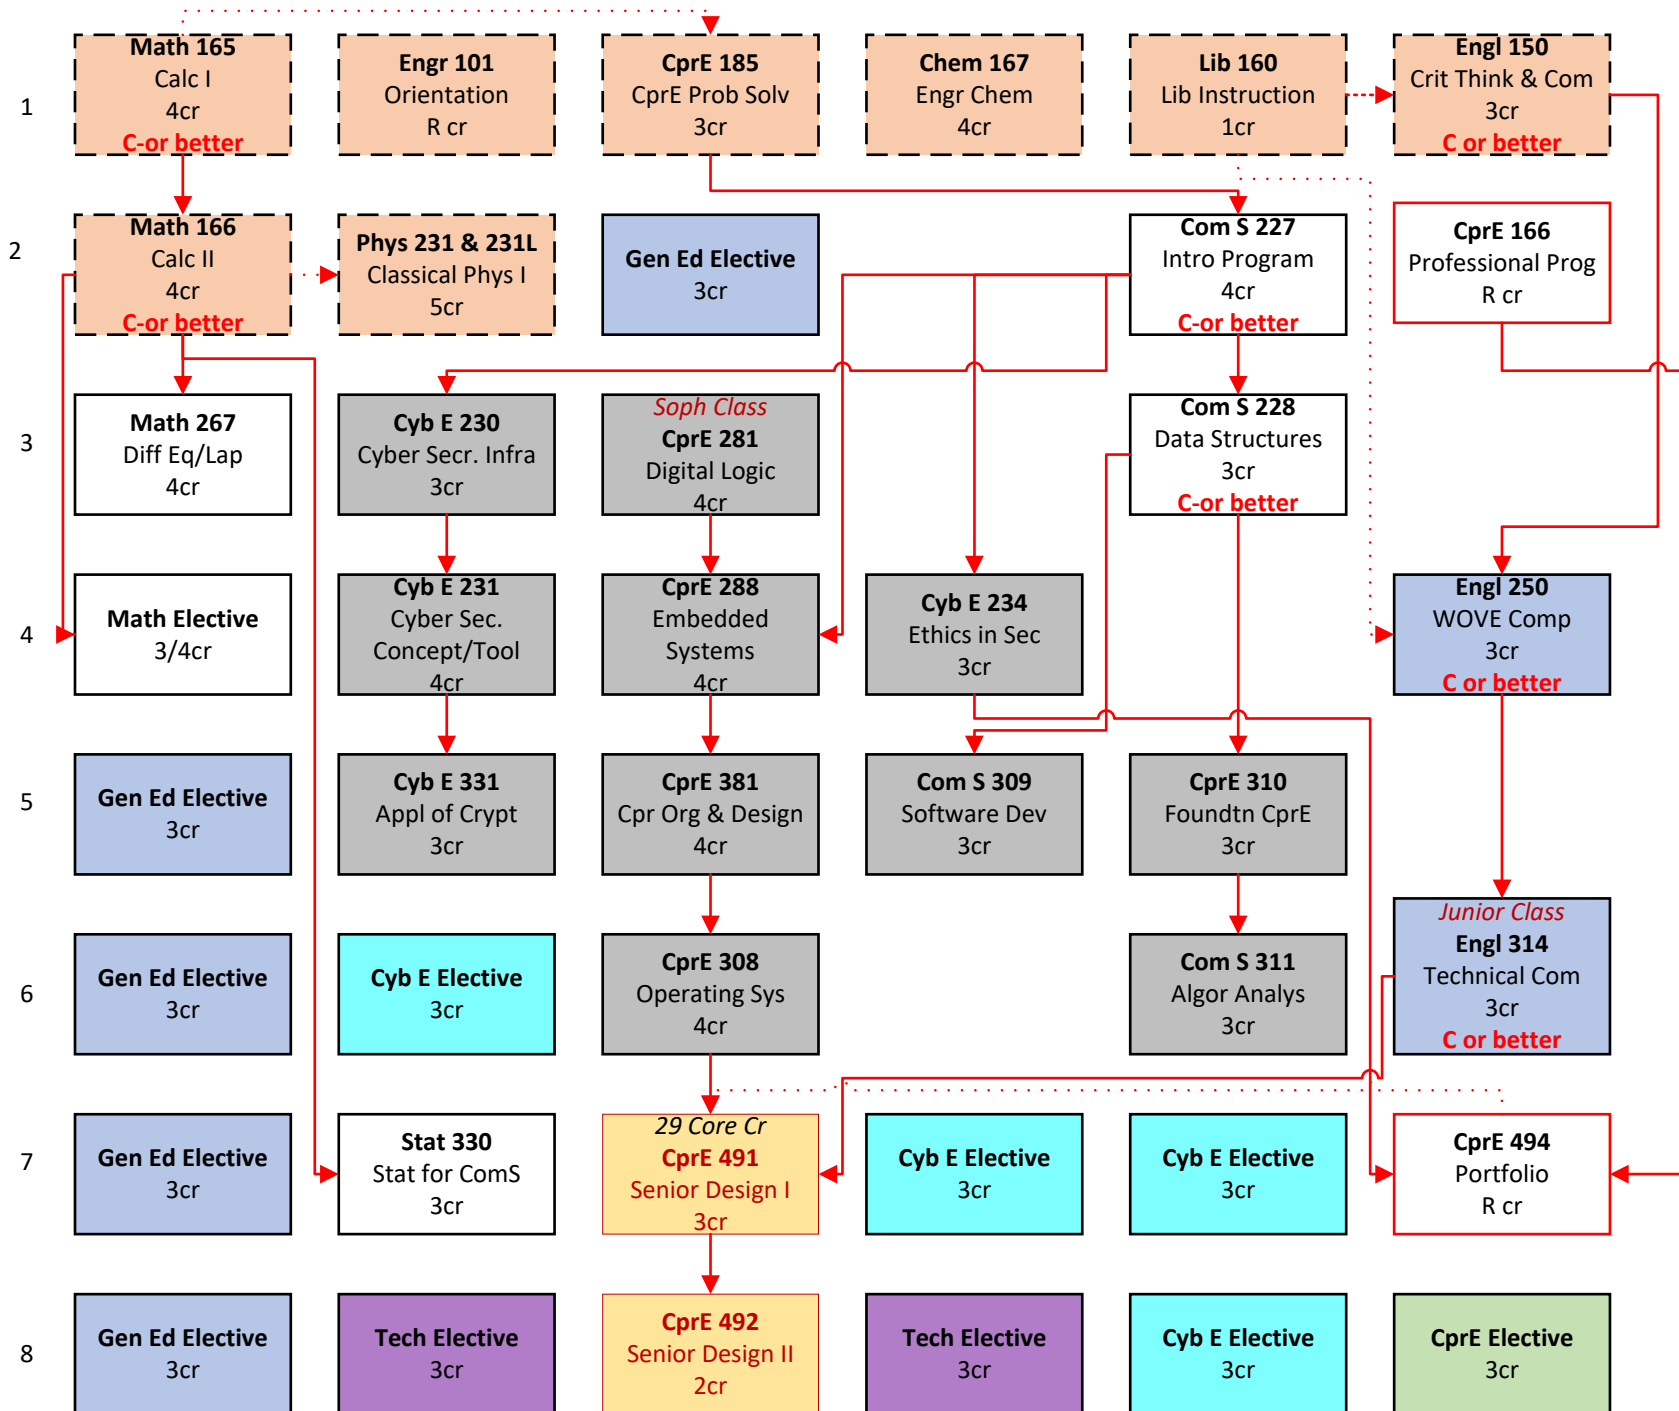 1
Math 165
Calc I
4cr
C-or better
Engr 101
Orientation
R cr
CprE 185
CprE Prob Solv
3cr
Chem 167
Engr Chem
4cr
Lib 160
Lib Instruction
1cr
Engl 150
Crit Think & Com
3cr
C or better
2
Math 166
Calc II
4cr
C-or better
Phys 231 & 231L
Classical Phys I
5cr
Gen Ed Elective
3cr
Com S 227
Intro Program
4cr
C-or better
CprE 166
Professional Prog
R cr
3
Math 267
Diff Eq/Lap
4cr
Cyb E 230
Cyber Secr. Infra
3cr
Soph Class
CprE 281
Digital Logic
4cr
Com S 228
Data Structures
3cr
C-or better
4
Math Elective
3/4cr
Cyb E 231
Cyber Sec.
Concept/Tool
4cr
CprE 288
Embedded
Systems
4cr
Cyb E 234
Ethics in Sec
3cr
Engl 250
WOVE Comp
3cr
C or better
5
Gen Ed Elective
3cr
Cyb E 331
Appl of Crypt
3cr
CprE 381
Cpr Org & Design
4cr
Com S 309
Software Dev
3cr
CprE 310
Foundtn CprE
3cr
6
Gen Ed Elective
3cr
Cyb E Elective
3cr
CprE 308
Operating Sys
4cr
Com S 311
Algor Analys
3cr
Junior Class
Engl 314
Technical Com
3cr
C or better
7
Gen Ed Elective
3cr
Stat 330
Stat for ComS
3cr
29 Core Cr
CprE 491
Senior Design I
3cr
Cyb E Elective
3cr
Cyb E Elective
3cr
CprE 494
Portfolio
R cr
8
Gen Ed Elective
3cr
Tech Elective
3cr
CprE 492
Senior Design II
2cr
Tech Elective
3cr
Cyb E Elective
3cr
CprE Elective
3cr